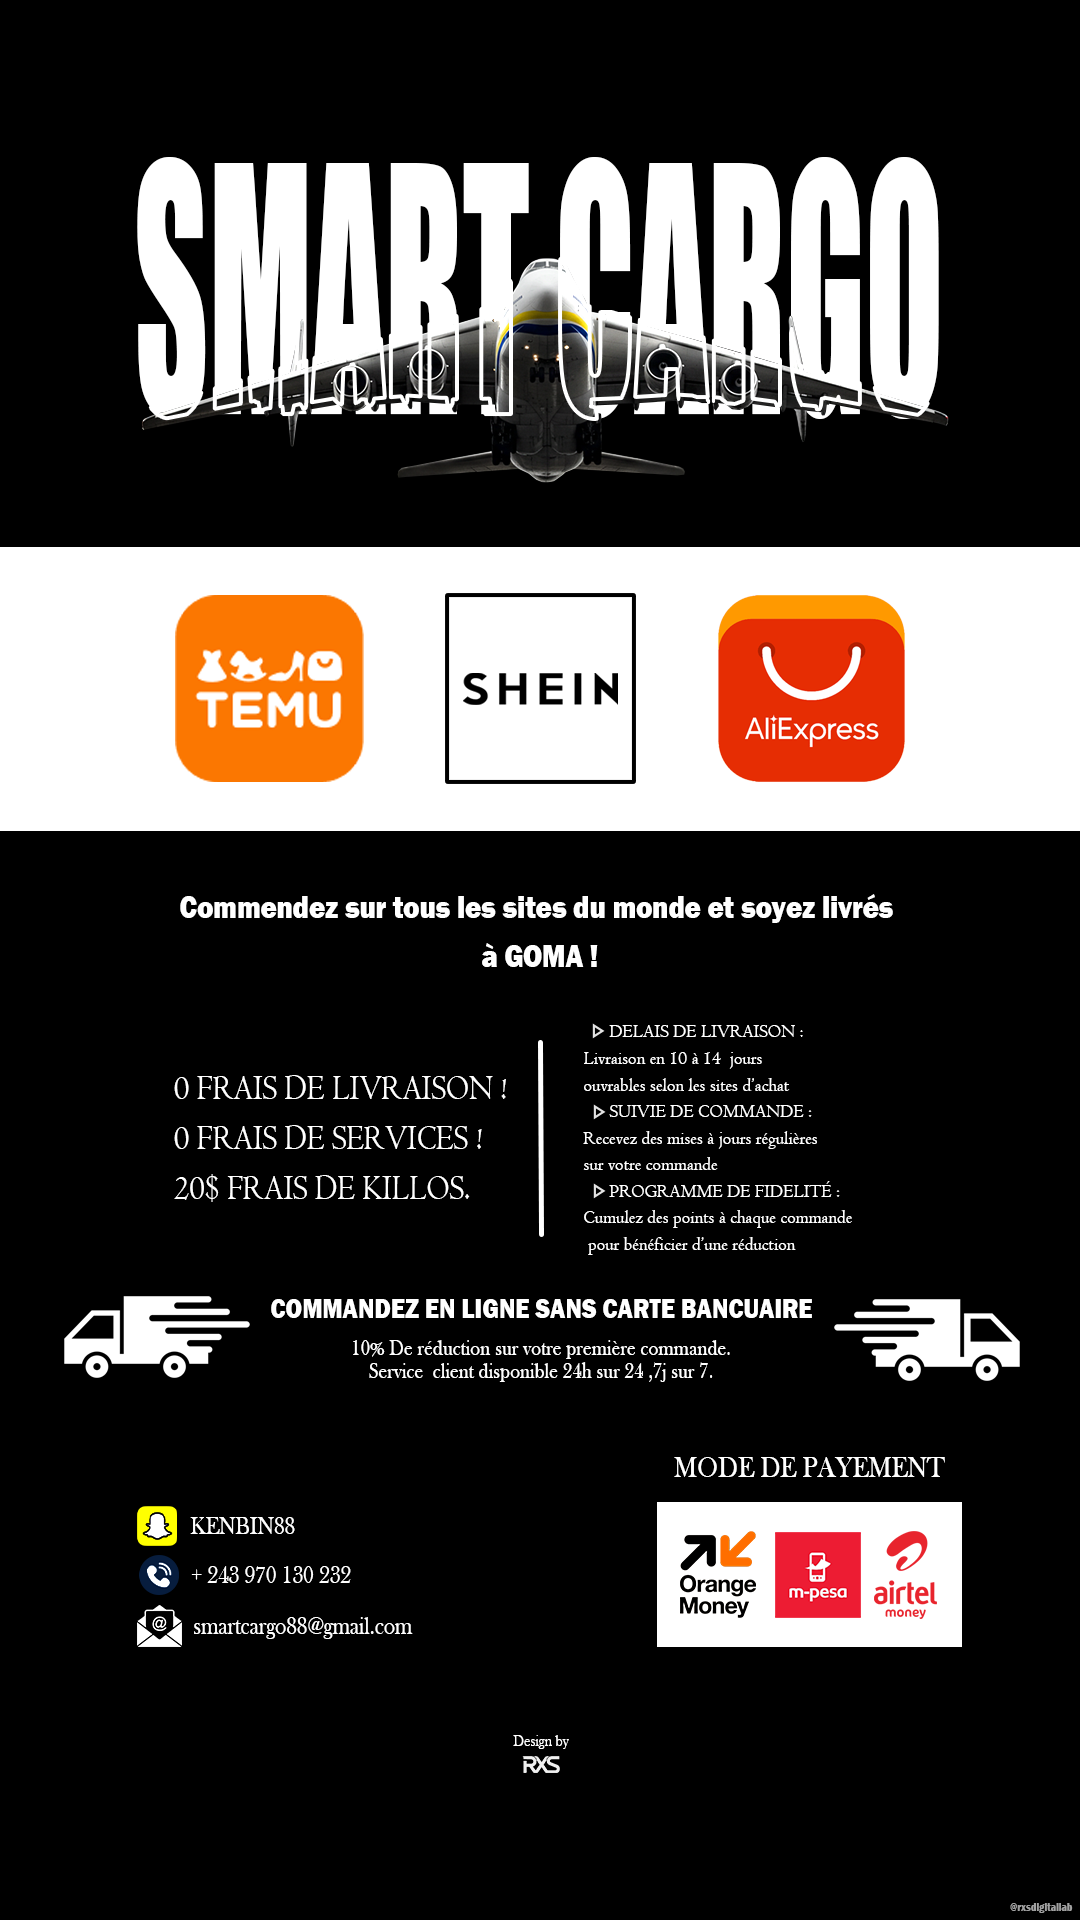 SMART CARGO
TEMU
SHEIN
AliExpress
Commendez sur tous les sites du monde et soyez livrés
à GOMA !
0 FRAIS DE LIVRAISON !
0 FRAIS DE SERVICES !
20$ FRAIS DE KILLOS.
DELAIS DE LIVRAISON :
Livraison en 10 à 14 jours
ouvrables selon les sites d’achat
SUIVIE DE COMMANDE :
Recevez des mises à jours régulières
sur votre commande
PROGRAMME DE FIDELITÉ :
Cumulez des points à chaque commande
pour bénéficier d’une réduction
COMMANDEZ EN LIGNE SANS CARTE BANCUAIRE
10% De réduction sur votre première commande.
Service client disponible 24h sur 24 ,7j sur 7.
KENBIN88
+ 243 970 130 232
@
smartcargo88@gmail.com
MODE DE PAYEMENT
Orange
Money
m-pesa
airtel
money
Design by
RXS
@rxsdigitallab